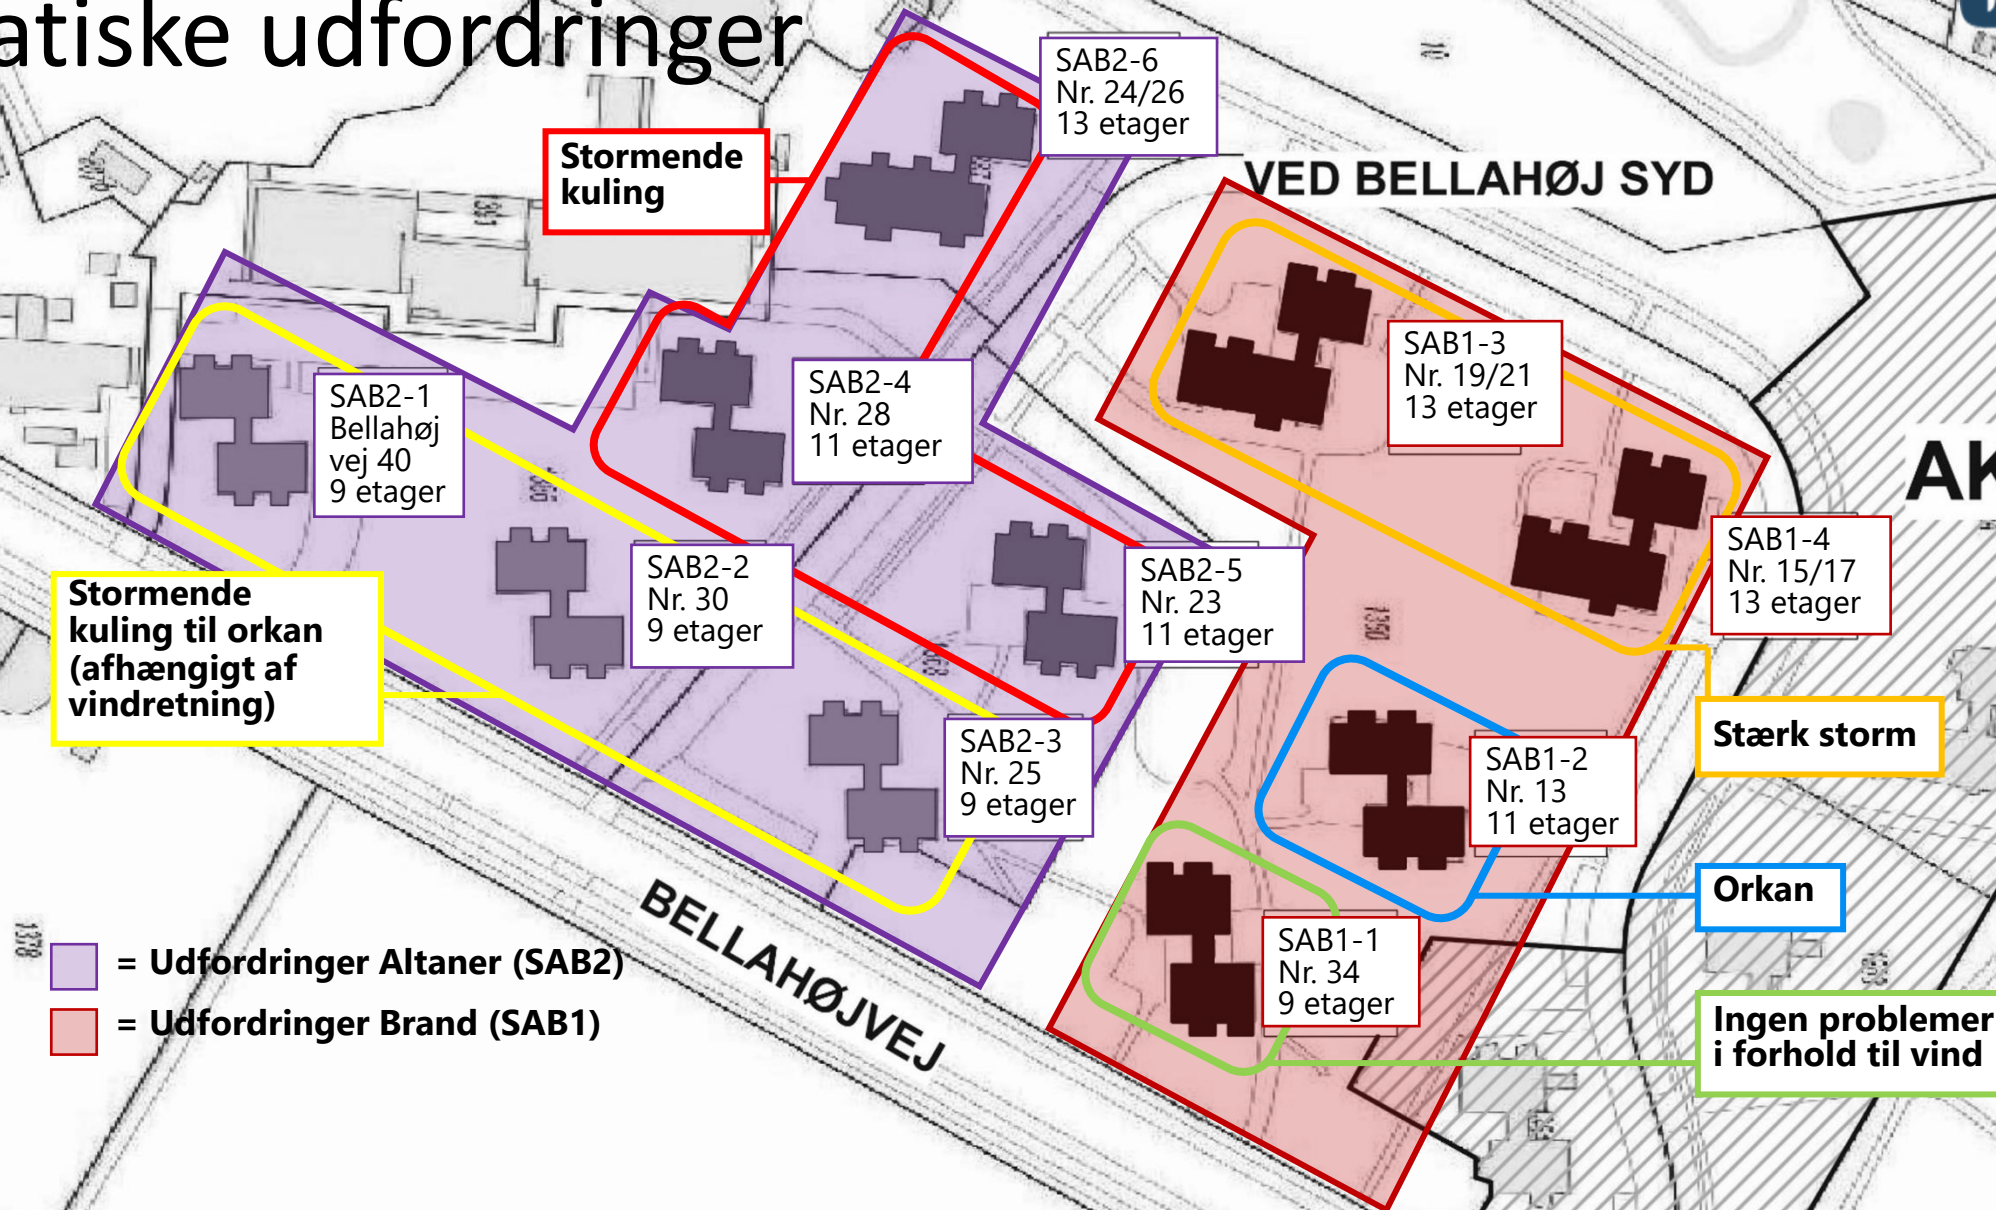 atiske udfordringer
SAB2-6
Nr. 24/26
13 etager
Stormende
kuling
VED BELLAHØJ SYD
SAB1-3
Nr. 19/21
13 etager
SAB2-4
Nr. 28
11 etager
SAB2-1
Bellahøj
vej 40
9 etager
AK
SAB1-4
Nr. 15/17
13 etager
SAB2-2
Nr. 30
9 etager
SAB2-5
Nr. 23
11 etager
Stormende
kuling til orkan
(afhængigt af
vindretning)
1350
SAB2-3
Nr. 25
9 etager
Stærk storm
SAB1-2
Nr. 13
11 etager
Orkan
BELLAHØJVEJ
SAB1-1
Nr. 34
9 etager
1378
= Udfordringer Altaner (SAB2)
= Udfordringer Brand (SAB1)
Ingen problemer
i forhold til vind